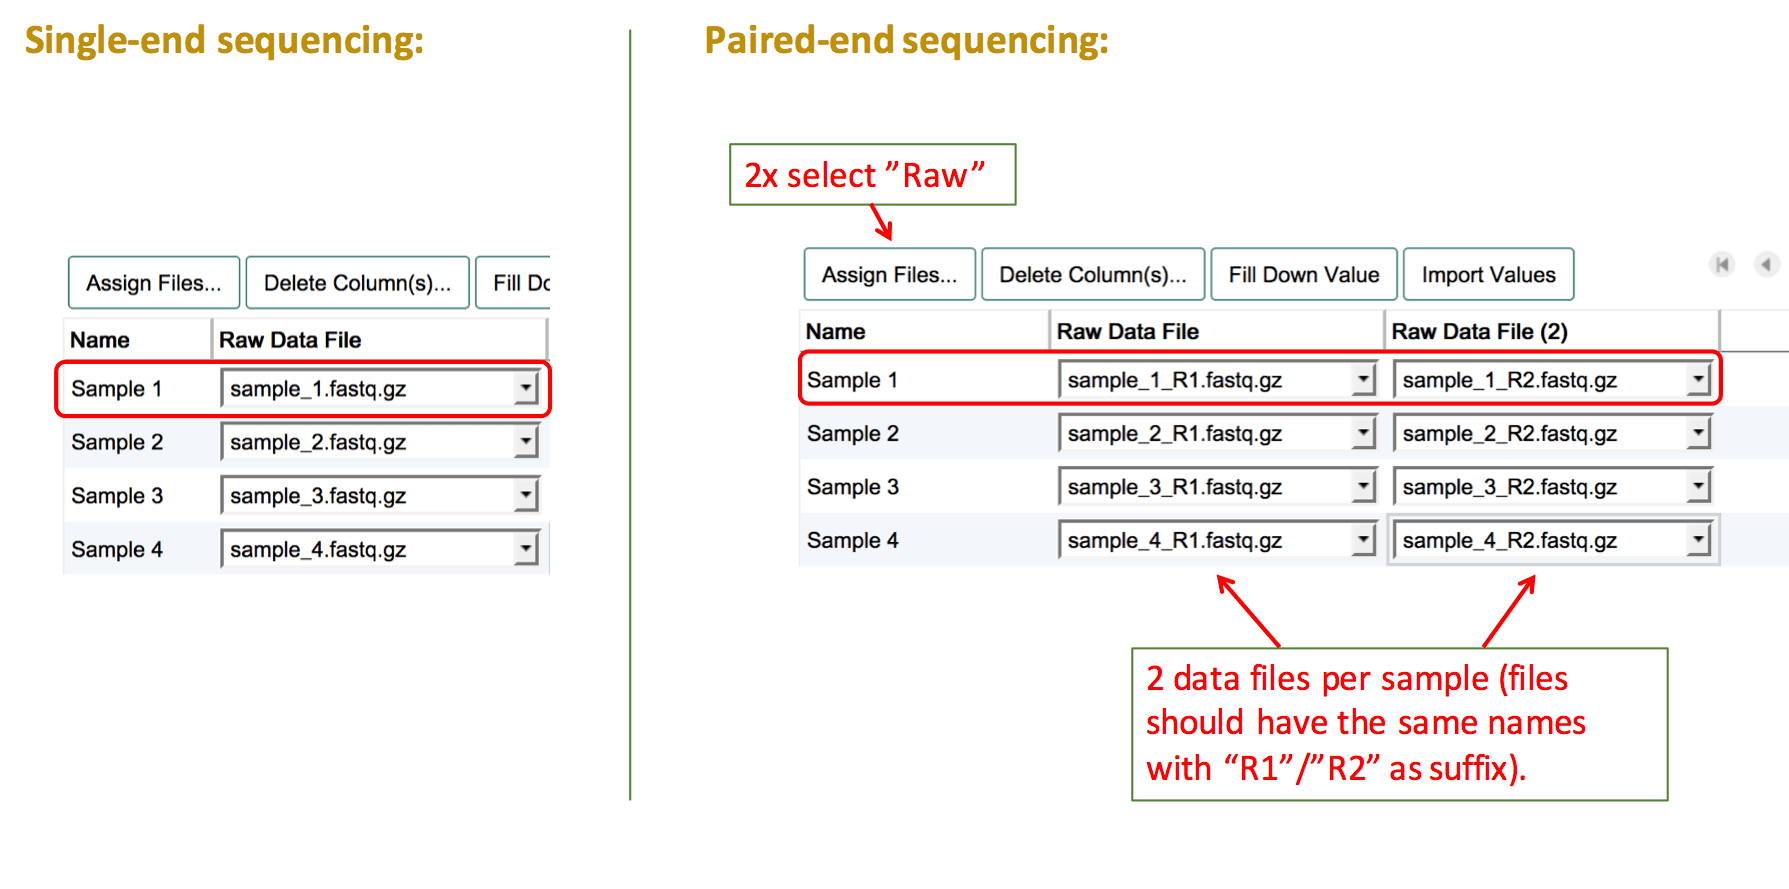 Single-end sequencing:
Assign Files...
Delete Column(s)...
Fill Do
Name
Raw Data File
Sample 1
sample_1.fastq.gz
Sample 2
sample_2.fastq.gz
Sample 3
sample_3.fastq.gz
Sample 4
sample_4.fastq.gz
Paired-end sequencing:
2x select ”Raw”
Assign Files...
Delete Column(s)...
Fill Down Value
Import Values
Name
Raw Data File
Raw Data File (2)
Sample 1
sample_1_R1.fastq.gz
sample_1_R2.fastq.gz
Sample 2
sample_2_R1.fastq.gz
sample_2_R2.fastq.gz
Sample 3
sample_3_R1.fastq.gz
sample_3_R2.fastq.gz
Sample 4
sample_4_R1.fastq.gz
sample_4_R2.fastq.gz
2 data files per sample (files
should have the same names
with “R1”/”R2” as suffix).